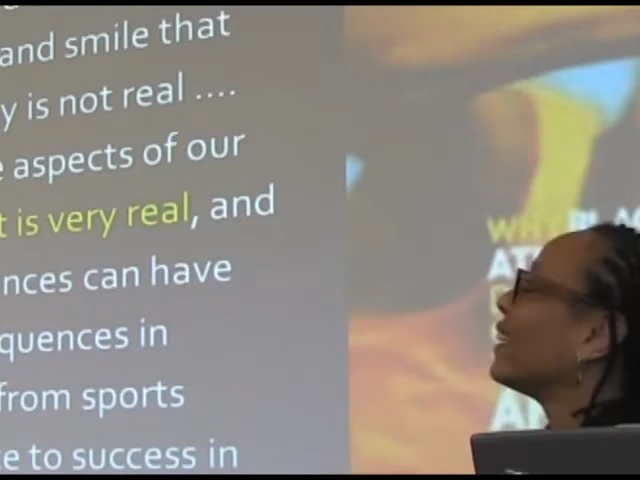 and smile that
y is not real ....
aspects of our
t is very real, and
nces can have
quences in
from sports
e to success in
WHY